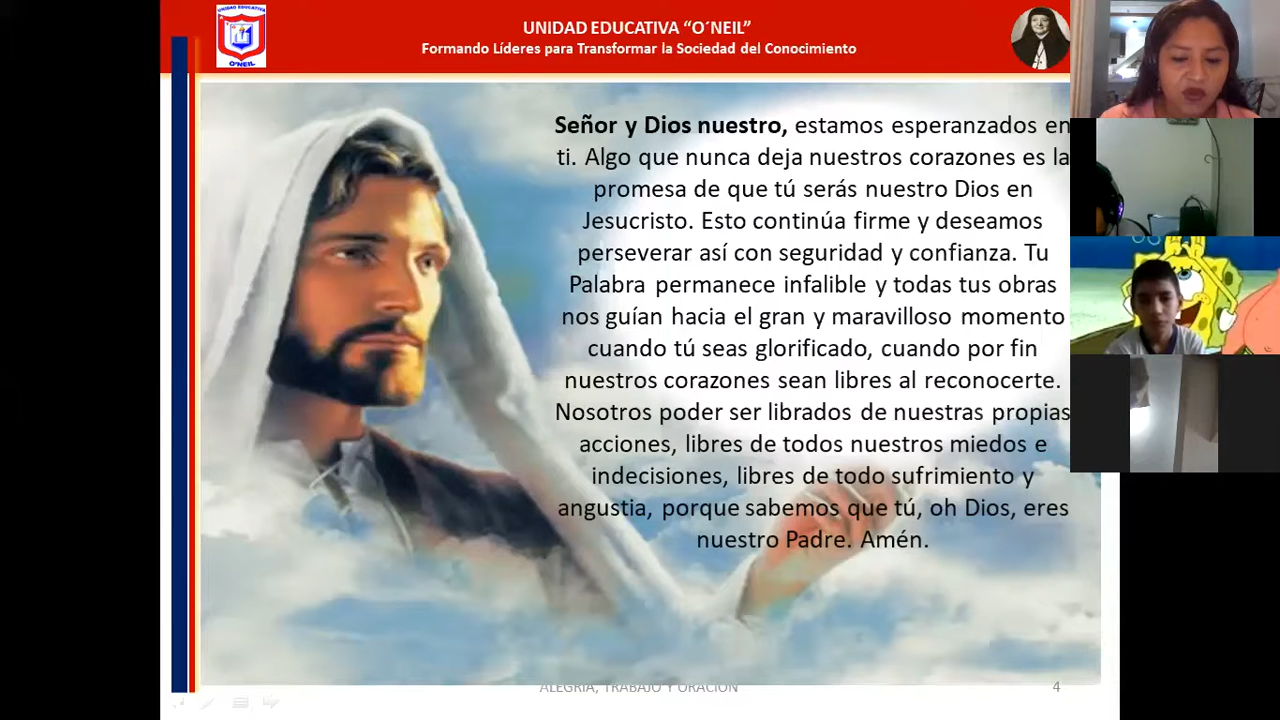 UNIDAD EDUCATIVA “O´NEIL”
Formando Líderes para Transformar la Sociedad del Conocimiento
UNIDAD EDUCATIVA
O'NEIL
Señor y Dios nuestro, estamos esperanzados en
ti. Algo que nunca deja nuestros corazones es la
promesa de que tú serás nuestro Dios en
Jesucristo. Esto continúa firme y deseamos
perseverar así con seguridad y confianza. Tu
Palabra permanece infalible y todas tus obras
nos guían hacia el gran y maravilloso momento
cuando tú seas glorificado, cuando por fin
nuestros corazones sean libres al reconocerte.
Nosotros poder ser librados de nuestras propias
acciones, libres de todos nuestros miedos e
indecisiones, libres de todo sufrimiento y
angustia, porque sabemos que tú, oh Dios, eres
nuestro Padre. Amén.
ALEGRIA, TRABAJO Y ORACION
4